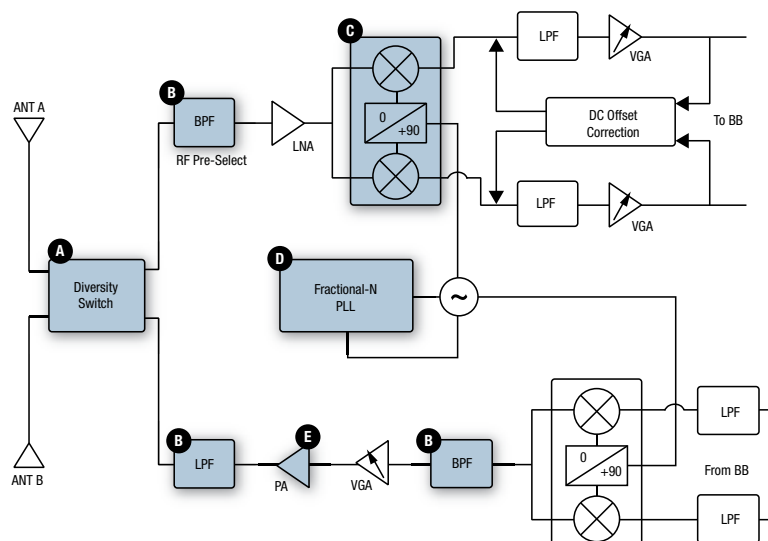 C
LPF
VGA
B
BPF
RF Pre-Select
LNA
0
+90
DC Offset
Correction
To BB
ANT A
LPF
VGA
A
Diversity
Switch
D
Fractional-N
PLL
~
B
LPF
E
PA
VGA
B
BPF
0
+90
LPF
From BB
LPF
ANT B